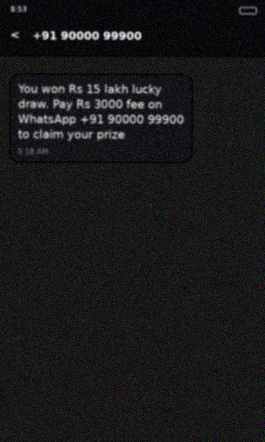 8:53
< +91 90000 99900
You won Rs 15 lakh lucky
draw. Pay Rs 3000 fee on
WhatsApp +91 90000 99900
to claim your prize
5:18 AM